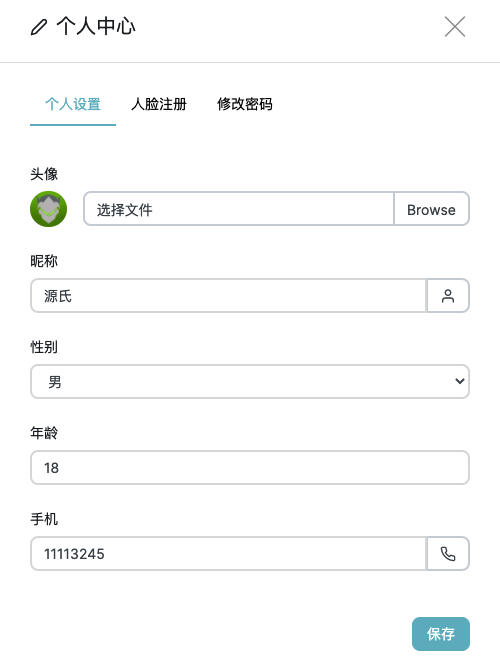 个人中心
个人设置 人脸注册 修改密码
头像
选择文件 Browse
昵称
源氏
性别
男
年龄
18
手机
11113245
保存